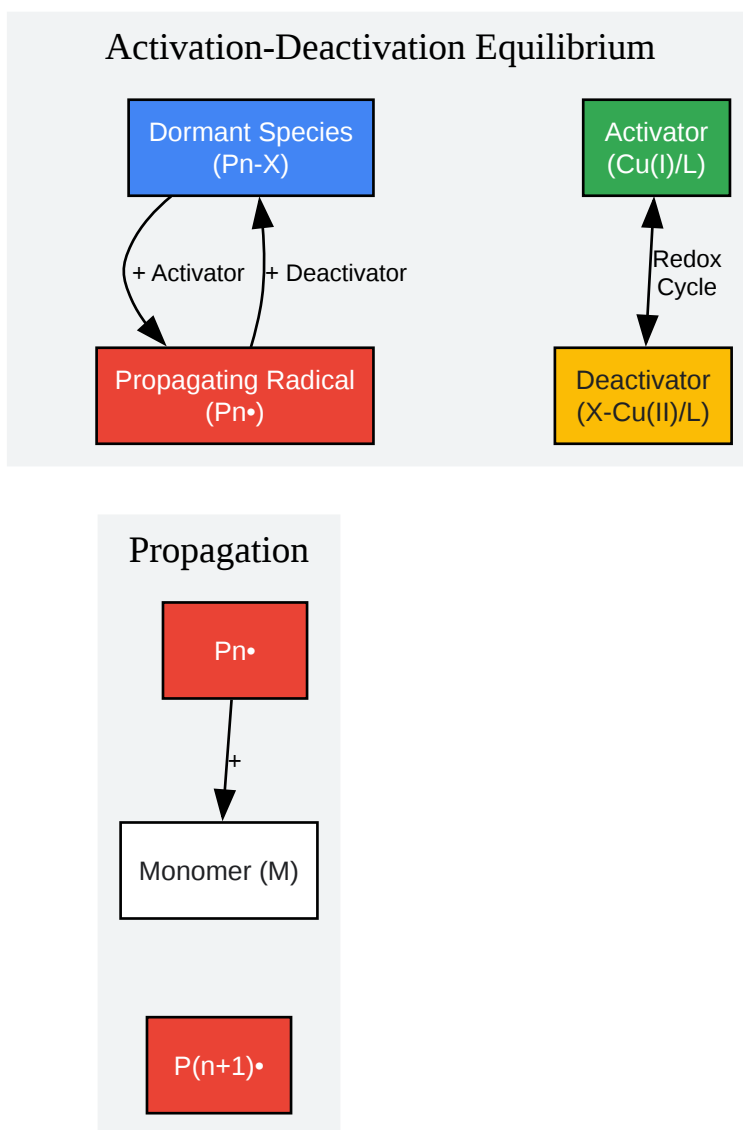 Activation-Deactivation Equilibrium
Dormant Species
(Pn-X)
Activator
(Cu(I)/L)
+ Activator
+ Deactivator
Redox
Cycle
Propagating Radical
(Pn•)
Deactivator
(X-Cu(II)/L)
Propagation
Pn•
+
Monomer (M)
P(n+1)•